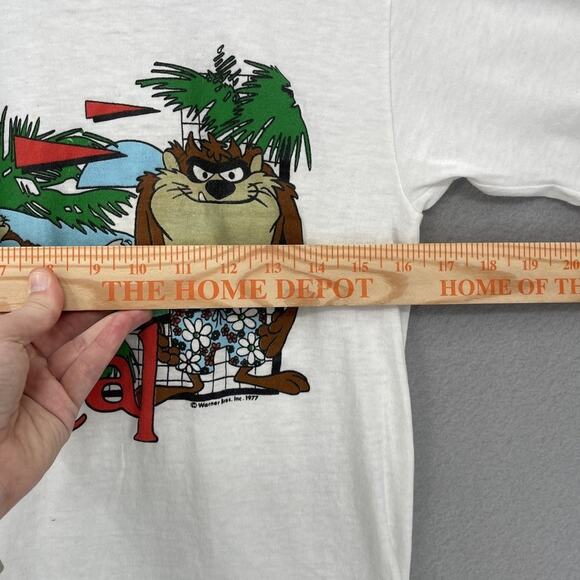 7 8 9 10 11 12 13 14 15 16 17 18 19 20
THE HOME DEPOT HOME OF TH
al
© Warner Bros. Inc. 1977